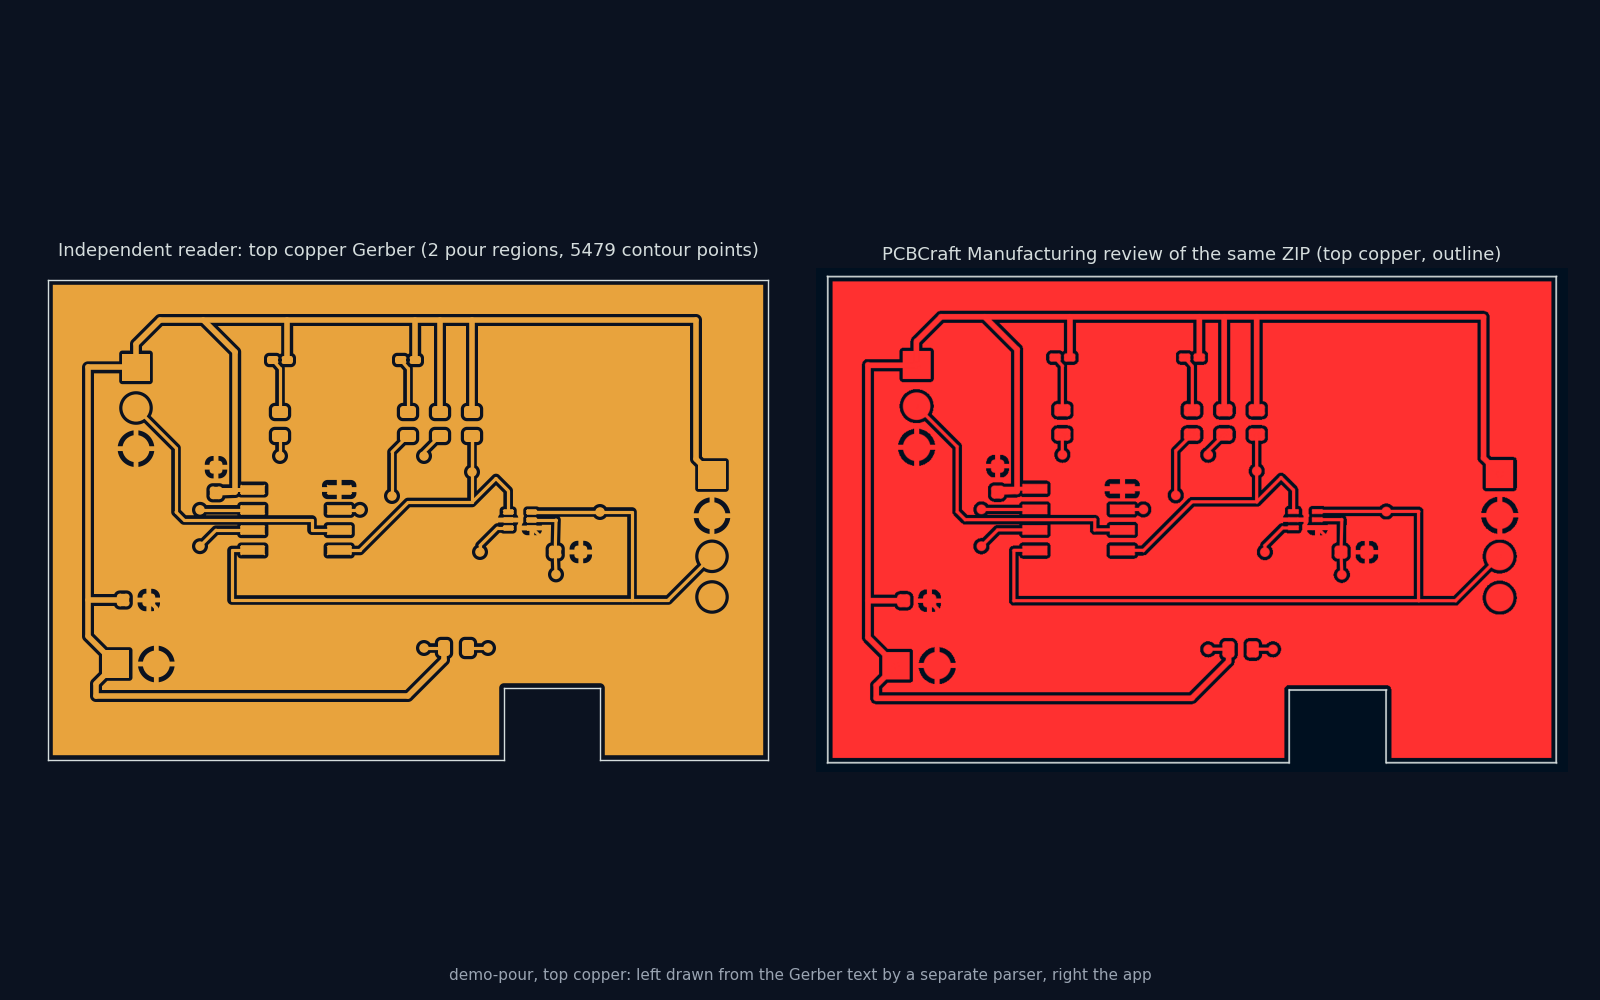 Independent reader: top copper Gerber (2 pour regions, 5479 contour points)
PCBCraft Manufacturing review of the same ZIP (top copper, outline)
demo-pour, top copper: left drawn from the Gerber text by a separate parser, right the app